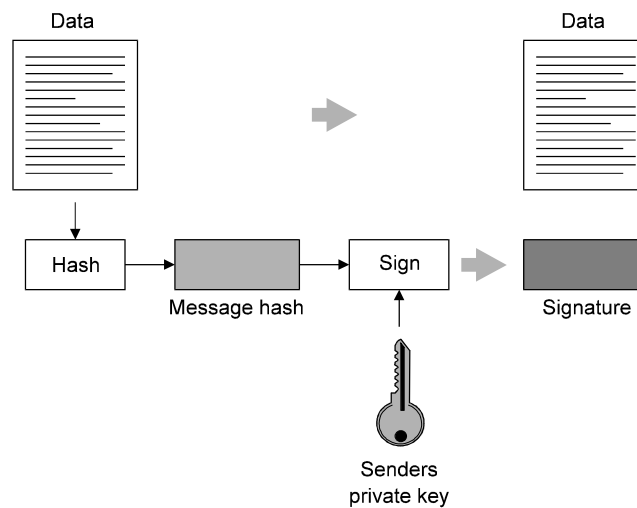 Data
Data
Hash
Sign
Message hash
Signature
Senders
private key